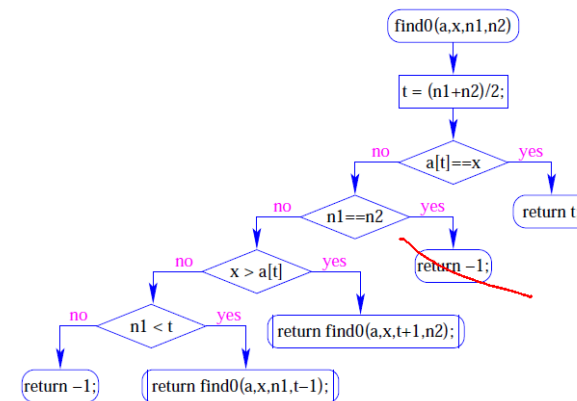 find0(a,x,n1,n2)
t = (n1+n2)/2;
a[t]==x
no
yes
return t
n1==n2
no
yes
return −1;
x > a[t]
no
yes
return find0(a,x,t+1,n2);
n1 < t
no
yes
return −1;
return find0(a,x,n1,t−1);